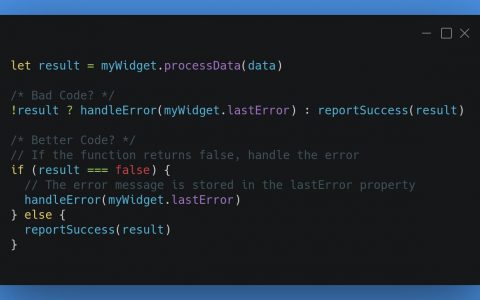 let result = myWidget.processData(data)
/* Bad Code? */
!result ? handleError(myWidget.lastError) : reportSuccess(result)
/* Better Code? */
// If the function returns false, handle the error
if (result === false) {
  // The error message is stored in the lastError property
  handleError(myWidget.lastError)
} else {
  reportSuccess(result)
}